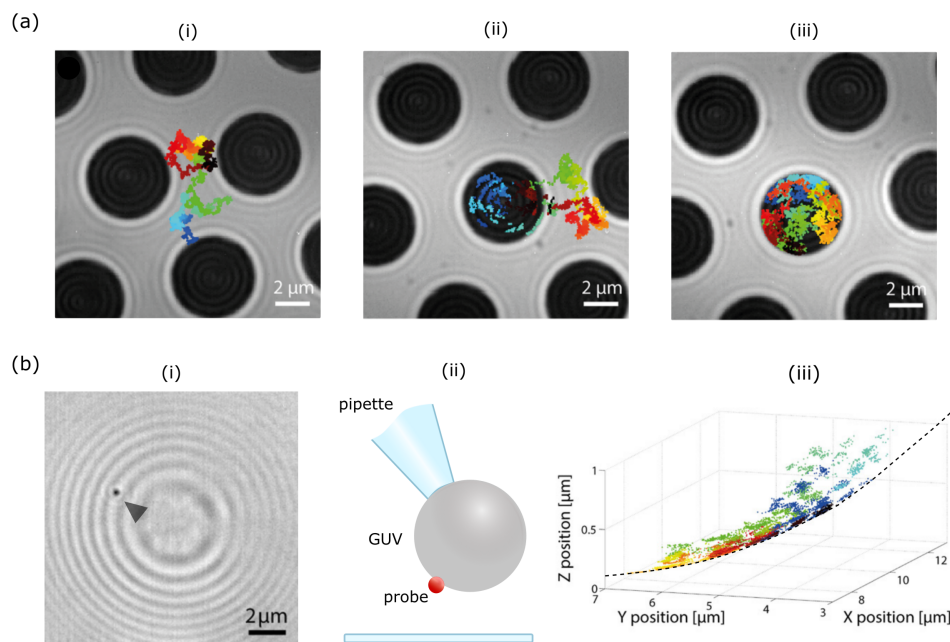 (a)
(i)
(ii)
(iii)
2 μm
2 μm
2 μm
(b)
(i)
(ii)
(iii)
2μm
pipette
GUV
probe
Z position [μm]
1
0.5
0
7
6
5
4
3
Y position [μm]
8
10
12
X position [μm]